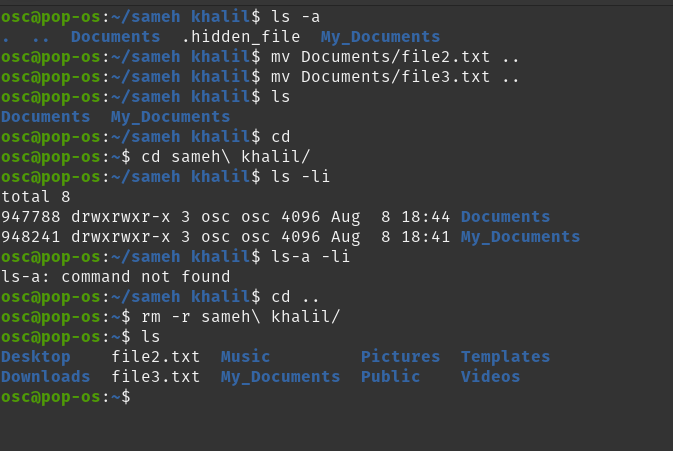 osc@pop-os:~/sameh khalil$ ls -a
.  ..  Documents  .hidden_file  My_Documents
osc@pop-os:~/sameh khalil$ mv Documents/file2.txt ..
osc@pop-os:~/sameh khalil$ mv Documents/file3.txt ..
osc@pop-os:~/sameh khalil$ ls
Documents  My_Documents
osc@pop-os:~/sameh khalil$ cd
osc@pop-os:~$ cd sameh\ khalil/
osc@pop-os:~/sameh khalil$ ls -li
total 8
947788 drwxrwxr-x 3 osc osc 4096 Aug  8 18:44 Documents
948241 drwxrwxr-x 3 osc osc 4096 Aug  8 18:41 My_Documents
osc@pop-os:~/sameh khalil$ ls-a -li
ls-a: command not found
osc@pop-os:~/sameh khalil$ cd ..
osc@pop-os:~$ rm -r sameh\ khalil/
osc@pop-os:~$ ls
Desktop    file2.txt  Music         Pictures  Templates
Downloads  file3.txt  My_Documents  Public    Videos
osc@pop-os:~$